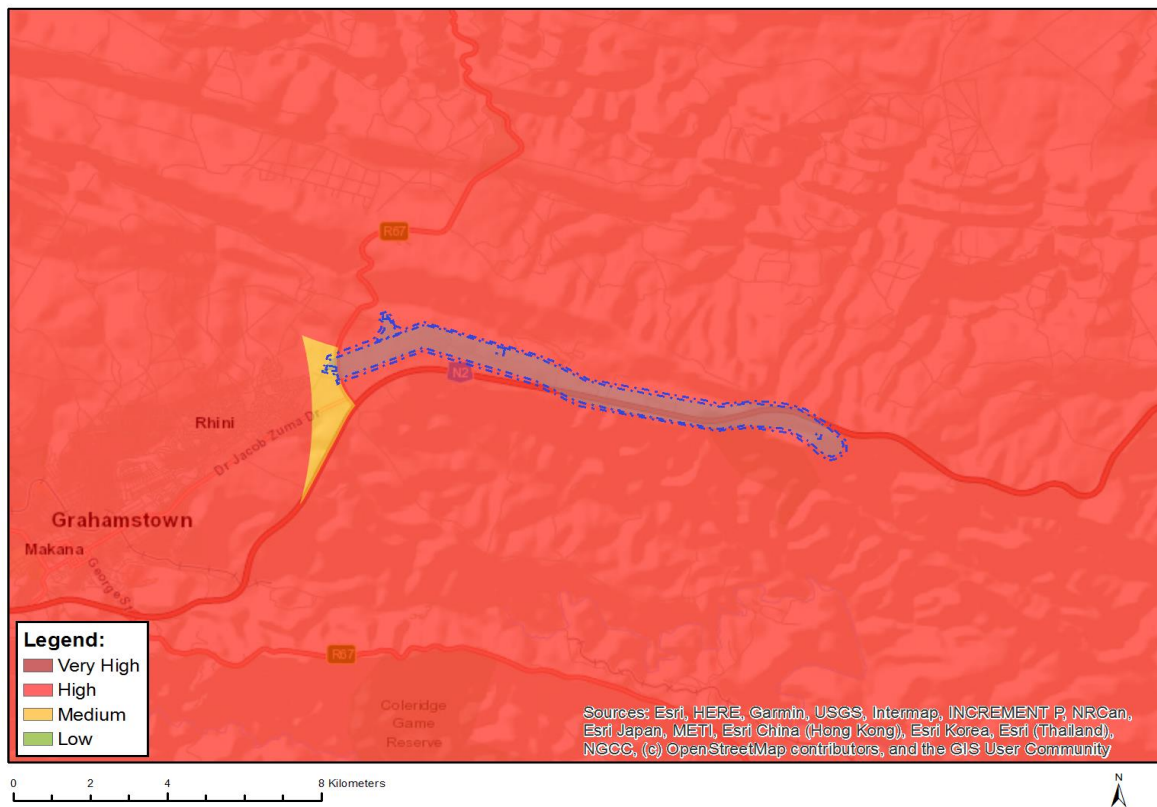 R67
N2
Rhini
Dr Jacob Zuma Dr
Grahamstown
Makana
George St
R67
Coleridge
Game
Reserve
Legend:
Very High
High
Medium
Low
Sources: Esri, HERE, Garmin, USGS, Intermap, INCREMENT P, NRCan,
Esri Japan, METI, Esri China (Hong Kong), Esri Korea, Esri (Thailand),
NGCC, (c) OpenStreetMap contributors, and the GIS User Community
0 2 4 8 Kilometers
N